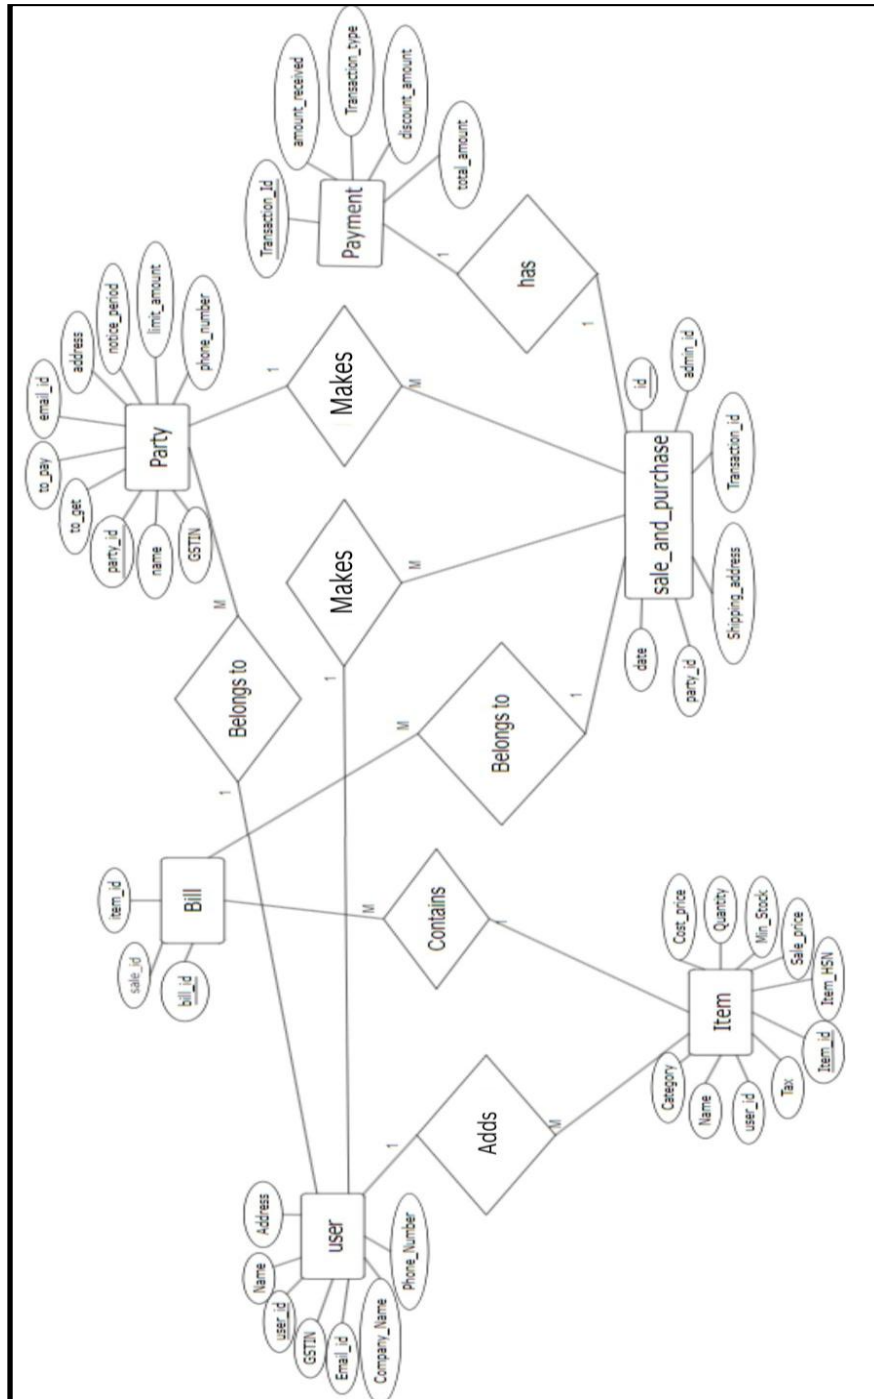 Address
Name
user_id
GSTIN
Email_id
Company_Name
Phone_Number
user
item_id
sale_id
bill_id
Bill
email_id
to_pay
to_get
party_id
name
GSTIN
address
notice_period
limit_amount
phone_number
Party
Transaction_Id
amount_received
Transaction_type
discount_amount
total_amount
Payment
1
Belongs to
M
1
Makes
M
1
Makes
M
1
has
1
M
Contains
1
M
Belongs to
1
1
Adds
M
Category
Name
user_id
Tax
Item_id
Item_HSN
Sale_price
Min_Stock
Quantity
Cost_price
Item
date
party_id
Shipping_address
Transaction_id
admin_id
id
sale_and_purchase